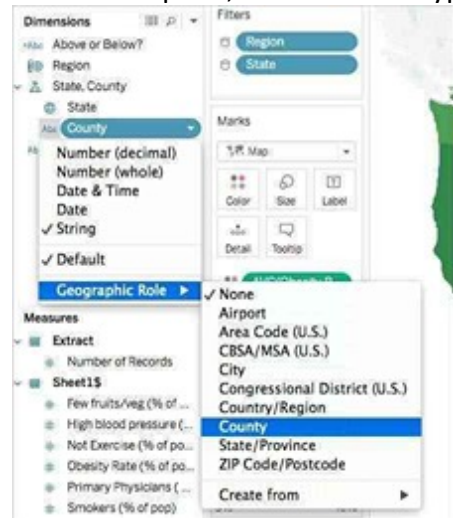 Dimensions
Abc Above or Below?
Region
State, County
State
Abc County
Number (decimal)
Number (whole)
Date & Time
Date
✓ String
✓ Default
Geographic Role
Measures
Extract
Number of Records
Sheet1$
Few fruits/veg (% of ...
High blood pressure (...
Not Exercise (% of po...
Obesity Rate (% of po...
Primary Physicians (...
Smokers (% of pop)
Filters
Region
State
Marks
Map
Color
Size
Label
Detail
Tooltip
✓ None
Airport
Area Code (U.S.)
CBSA/MSA (U.S.)
City
Congressional District (U.S.)
Country/Region
County
State/Province
ZIP Code/Postcode
Create from